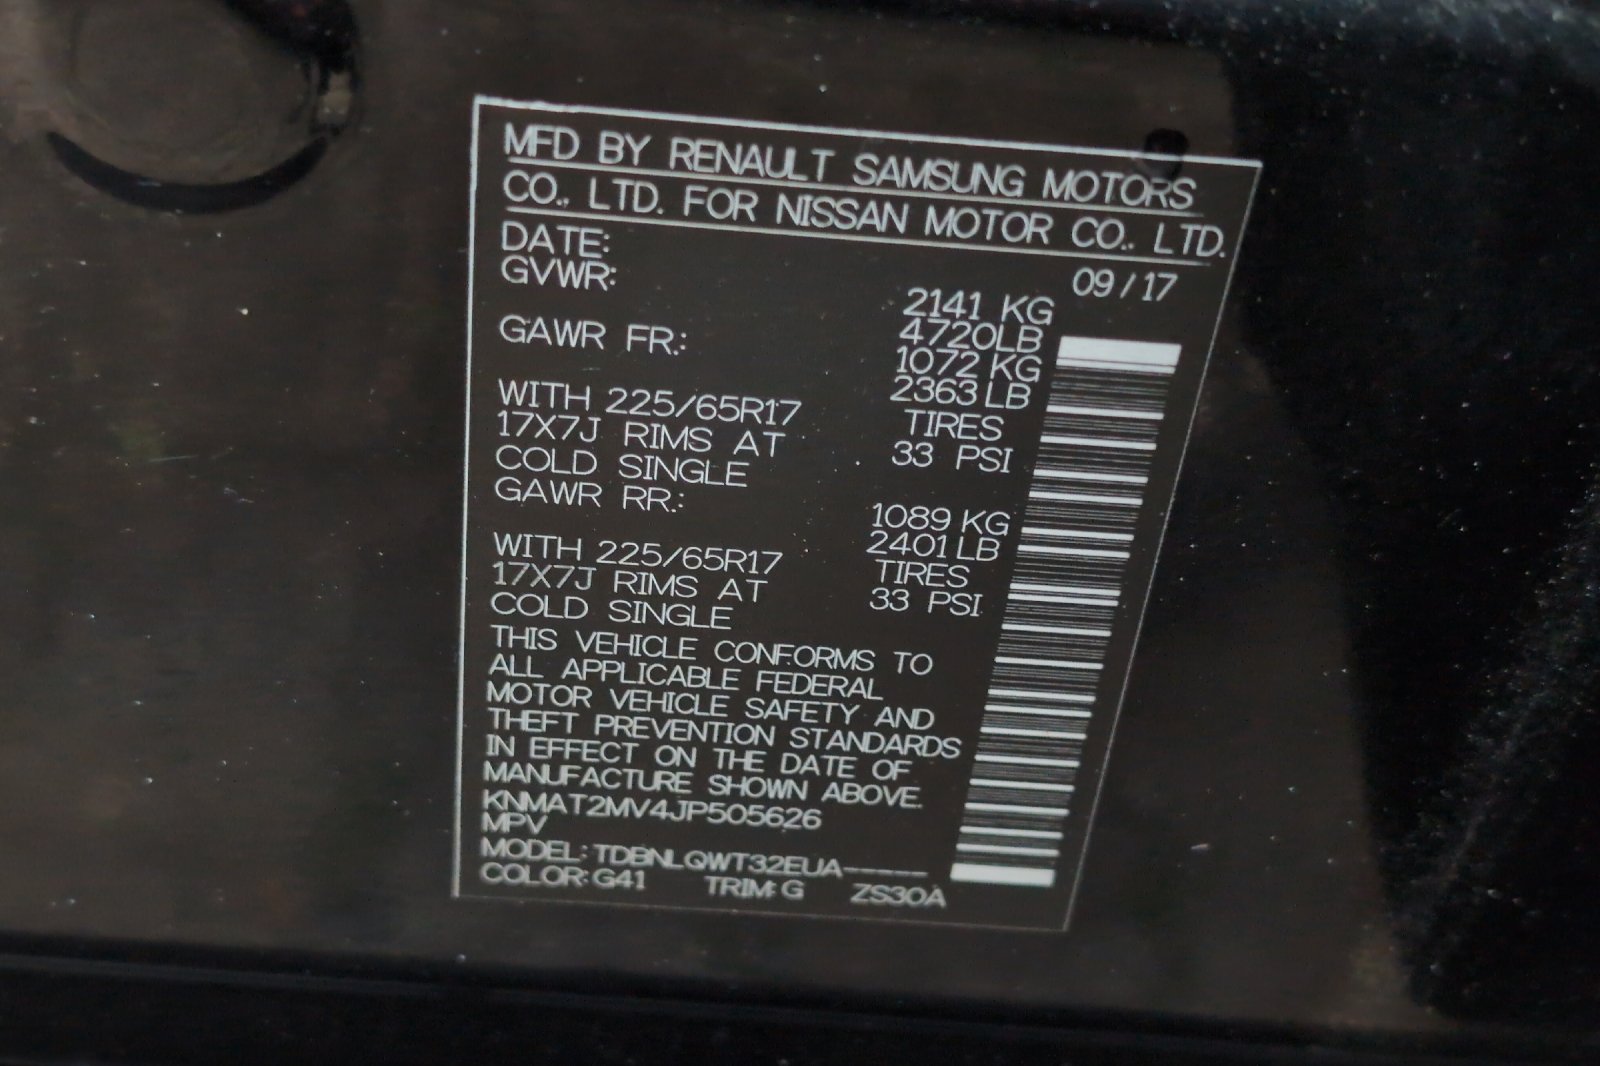 MFD BY RENAULT SAMSUNG MOTORS
CO., LTD. FOR NISSAN MOTOR CO., LTD.
DATE: 09/17
GVWR: 2141 KG
4720LB
GAWR FR.: 1072 KG
2363 LB
WITH 225/65R17 TIRES
17X7J RIMS AT 33 PSI
COLD SINGLE
GAWR RR.: 1089 KG
2401 LB
WITH 225/65R17 TIRES
17X7J RIMS AT 33 PSI
COLD SINGLE
THIS VEHICLE CONFORMS TO
ALL APPLICABLE FEDERAL
MOTOR VEHICLE SAFETY AND
THEFT PREVENTION STANDARDS
IN EFFECT ON THE DATE OF
MANUFACTURE SHOWN ABOVE.
KNMAT2MV4JP505626
MPV
MODEL: TDBNLQWT32EUA-----
COLOR: G41 TRIM: G ZS30A